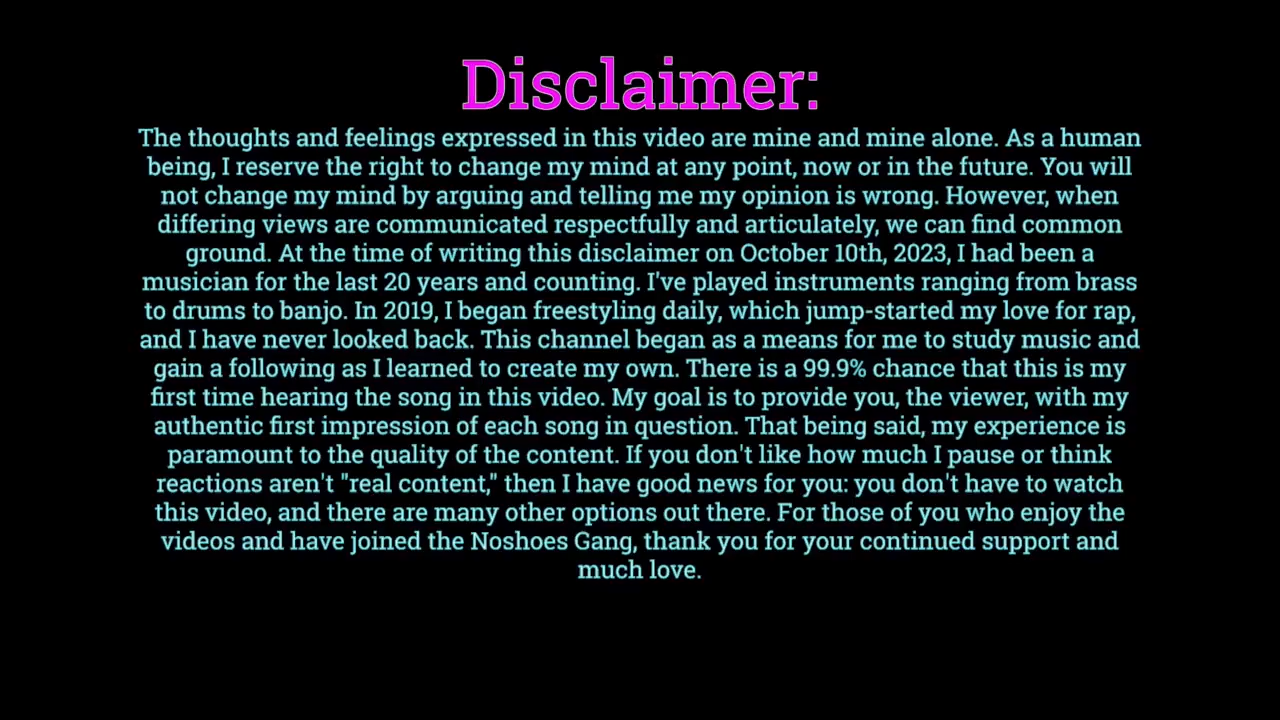 Disclaimer:
The thoughts and feelings expressed in this video are mine and mine alone. As a human
being, I reserve the right to change my mind at any point, now or in the future. You will
not change my mind by arguing and telling me my opinion is wrong. However, when
differing views are communicated respectfully and articulately, we can find common
ground. At the time of writing this disclaimer on October 10th, 2023, I had been a
musician for the last 20 years and counting. I've played instruments ranging from brass
to drums to banjo. In 2019, I began freestyling daily, which jump-started my love for rap,
and I have never looked back. This channel began as a means for me to study music and
gain a following as I learned to create my own. There is a 99.9% chance that this is my
first time hearing the song in this video. My goal is to provide you, the viewer, with my
authentic first impression of each song in question. That being said, my experience is
paramount to the quality of the content. If you don't like how much I pause or think
reactions aren't "real content," then I have good news for you: you don't have to watch
this video, and there are many other options out there. For those of you who enjoy the
videos and have joined the Noshoes Gang, thank you for your continued support and
much love.